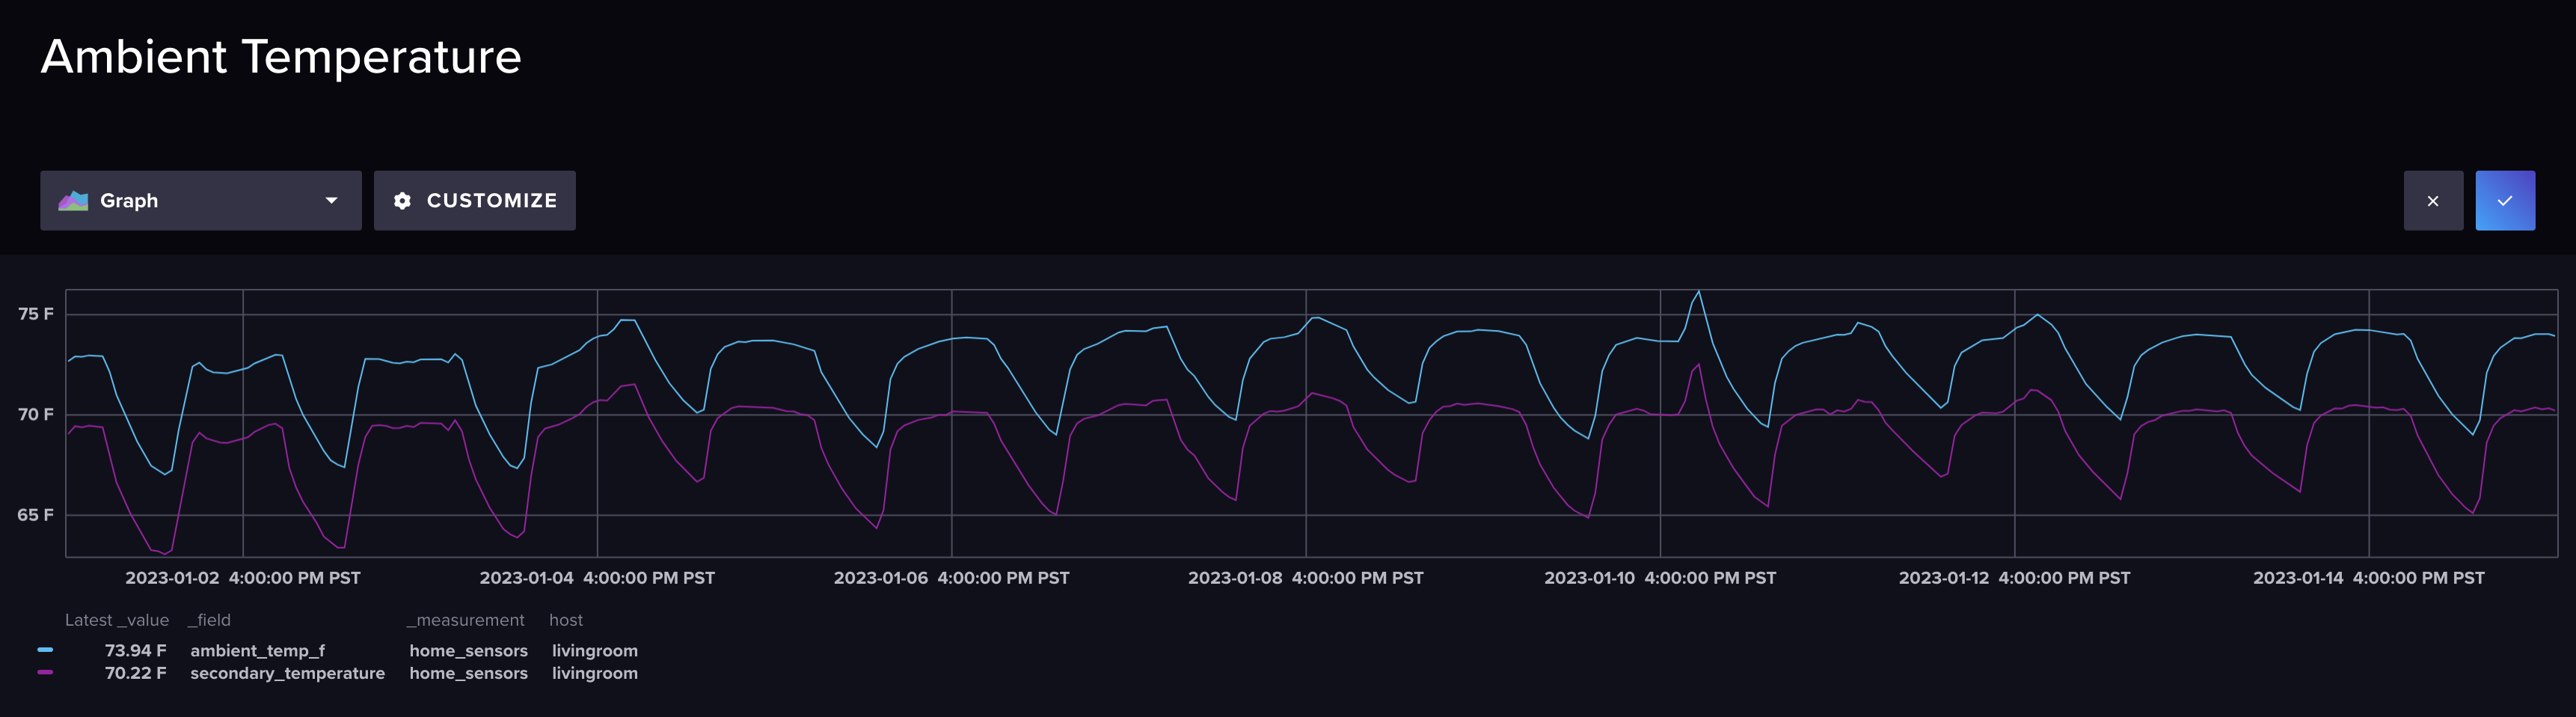 Ambient Temperature
Graph CUSTOMIZE
75 F
70 F
65 F
2023-01-02 4:00:00 PM PST 2023-01-04 4:00:00 PM PST 2023-01-06 4:00:00 PM PST 2023-01-08 4:00:00 PM PST 2023-01-10 4:00:00 PM PST 2023-01-12 4:00:00 PM PST 2023-01-14 4:00:00 PM PST
Latest _value _field _measurement host
73.94 F ambient_temp_f home_sensors livingroom
70.22 F secondary_temperature home_sensors livingroom